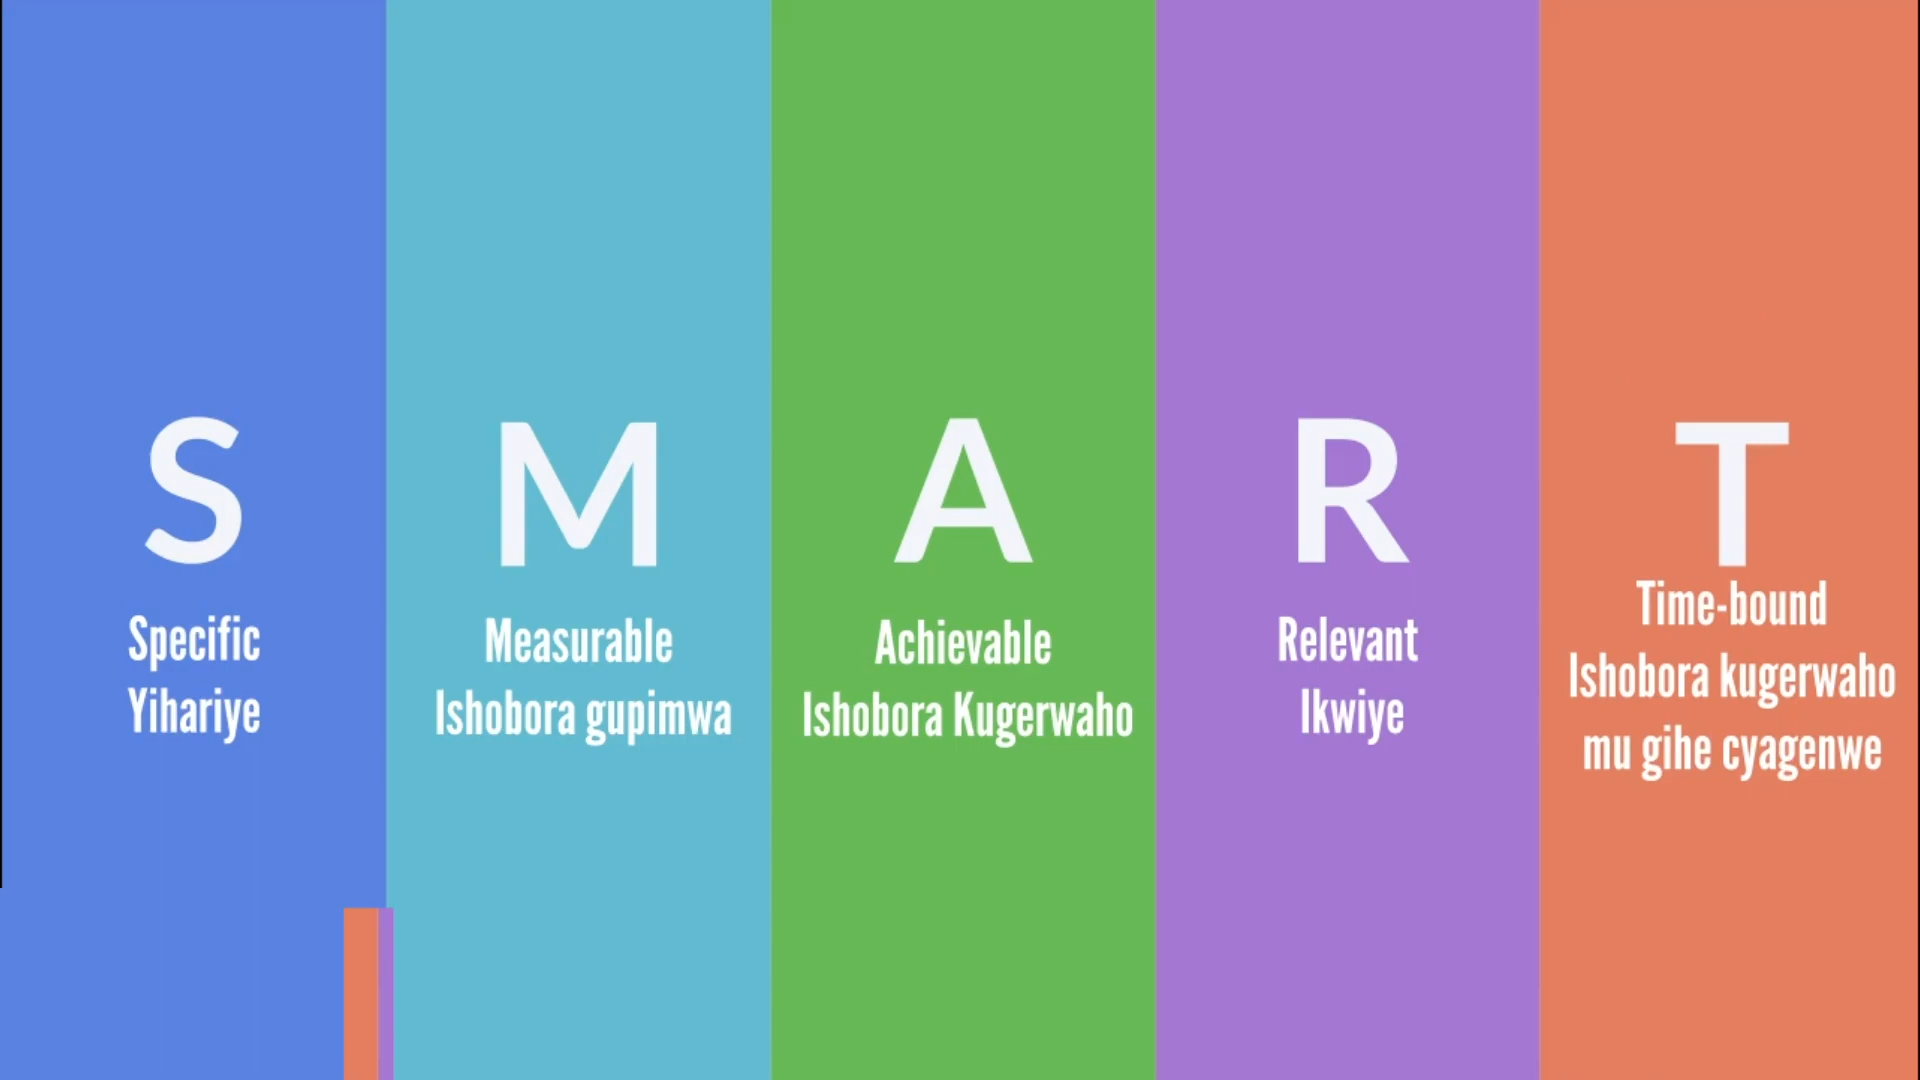 S
Specific
Yihariye
M
Measurable
Ishobora gupimwa
A
Achievable
Ishobora Kugerwaho
R
Relevant
Ikwiye
T
Time-bound
Ishobora kugerwaho
mu gihe cyagenwe